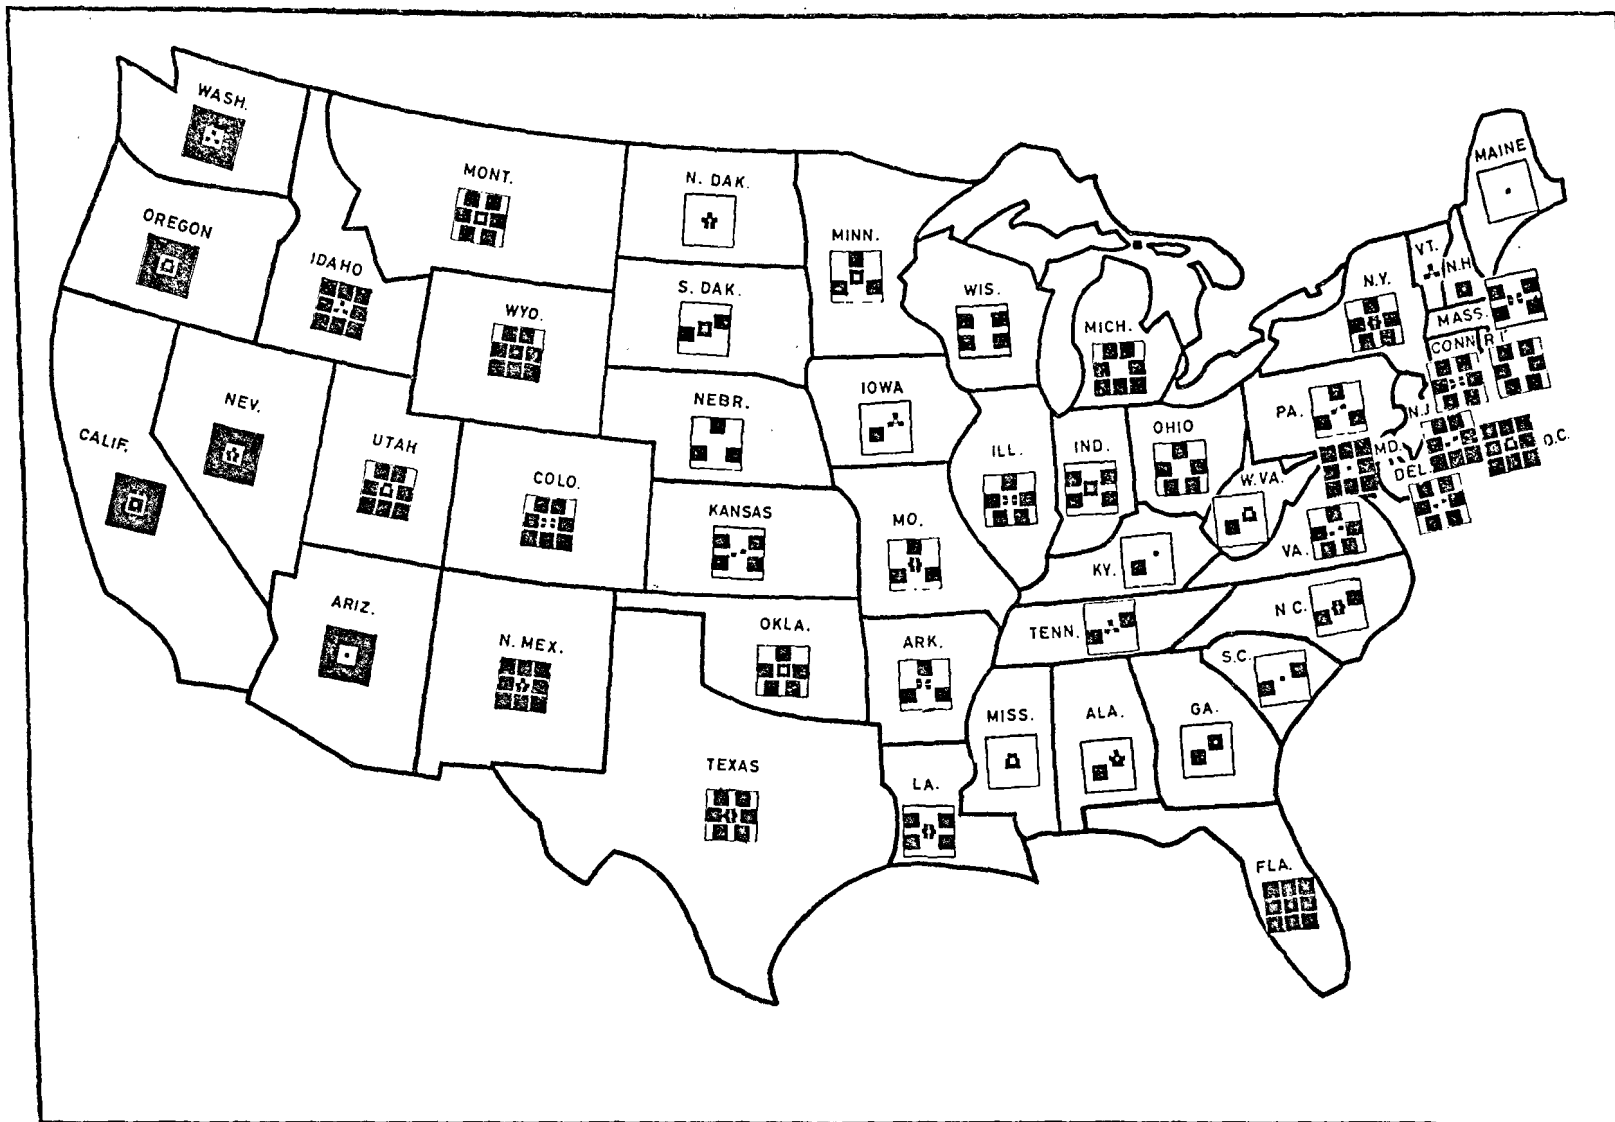 WASH.
OREGON
CALIF.
NEV.
IDAHO
MONT.
WYO.
UTAH
ARIZ.
COLO.
N. MEX.
N. DAK.
S. DAK.
NEBR.
KANSAS
OKLA.
TEXAS
MINN.
IOWA
MO.
ARK.
LA.
WIS.
ILL.
MICH.
IND.
OHIO
KY.
TENN.
MISS.
ALA.
GA.
FLA.
S.C.
N C.
VA.
W.VA.
PA.
N.Y.
VT.
N.H
MAINE
MASS.
CONN
R I
N.J
MD.
DEL.
D.C.